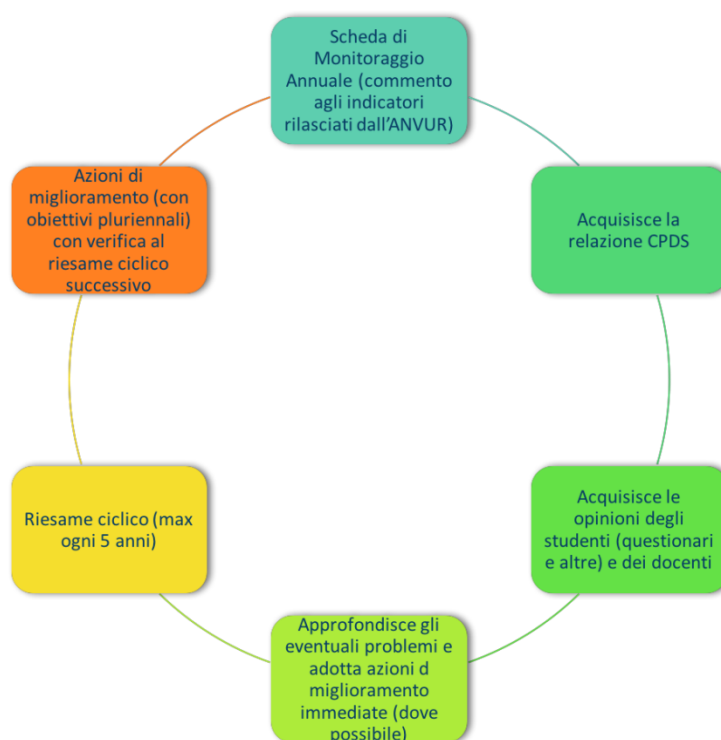 Scheda di
Monitoraggio
Annuale (commento
agli indicatori
rilasciati dall'ANVUR)
Acquisisce la
relazione CPDS
Acquisisce le
opinioni degli
studenti (questionari
e altre) e dei docenti
Approfondisce gli
eventuali problemi e
adotta azioni d
miglioramento
immediate (dove
possibile)
Riesame ciclico (max
ogni 5 anni)
Azioni di
miglioramento (con
obiettivi pluriennali)
con verifica al
riesame ciclico
successivo